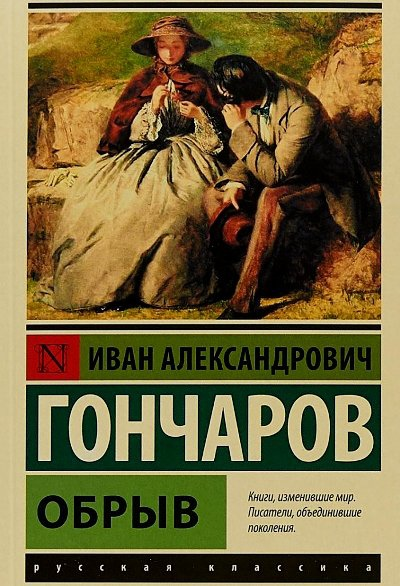 N
ИВАН АЛЕКСАНДРОВИЧ
ГОНЧАРОВ
ОБРЫВ
Книги, изменившие мир.
Писатели, объединившие
поколения.
русская классика